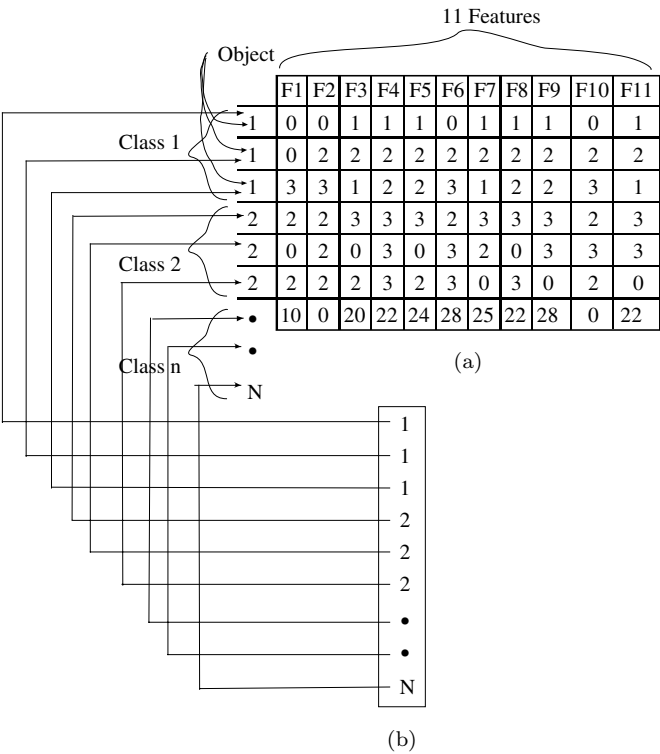 11 Features
Object
F1 F2 F3 F4 F5 F6 F7 F8 F9 F10 F11
1 0 0 1 1 1 0 1 1 1 0 1
Class 1
1 0 2 2 2 2 2 2 2 2 2 2
1 3 3 1 2 2 3 1 2 2 3 1
2 2 2 3 3 3 2 3 3 3 2 3
2 0 2 0 3 0 3 2 0 3 3 3
Class 2
2 2 2 2 3 2 3 0 3 0 2 0
• 10 0 20 22 24 28 25 22 28 0 22
•
Class n
(a)
N
1
1
1
2
2
2
•
•
N
(b)